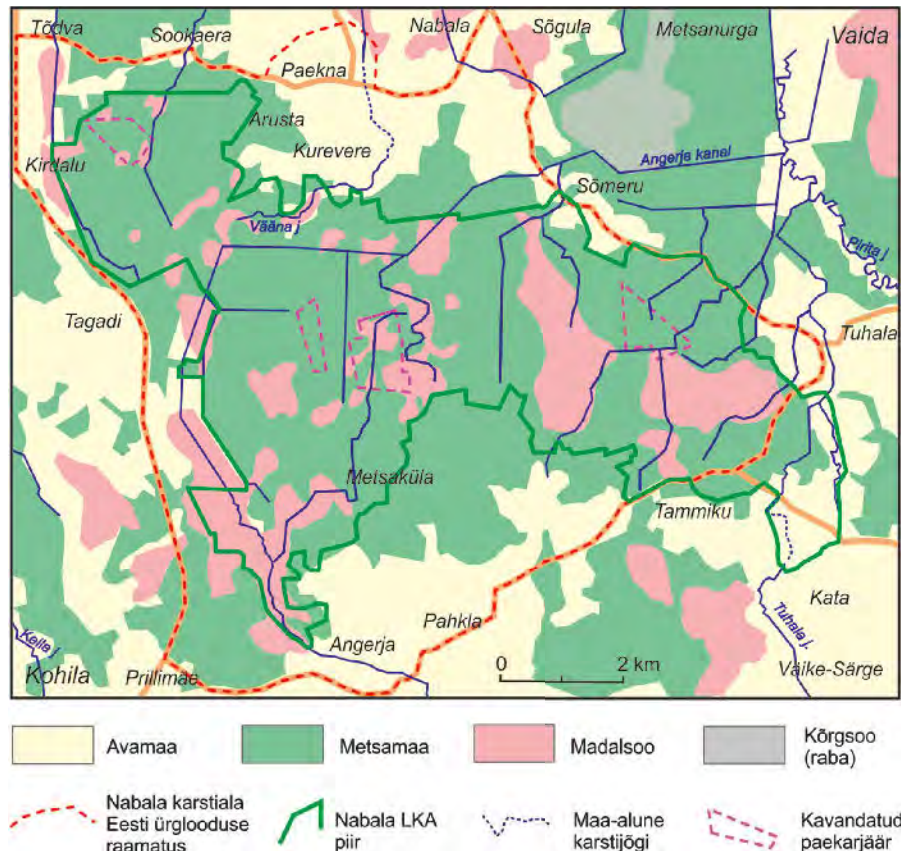 Tõdva
Sookaera
Nabala
Sõgula
Metsanurga
Vaida
Paekna
Arusta
Kurevere
Kirdalu
Angerja kanal
Sõmeru
Vääna j
Pirita j
Tagadi
Tuhala
Metsaküla
Tammiku
Kata
Pahkla
Tuhala j.
Angerja
Keila j
Kohila
Prillimäe
0 2 km
Väike-Särge
Avamaa
Metsamaa
Madalsoo
Kõrgsoo
(raba)
Nabala karstiala
Eesti ürglooduse
raamatus
Nabala LKA
piir
Maa-alune
karstijõgi
Kavandatud
paekarjäär